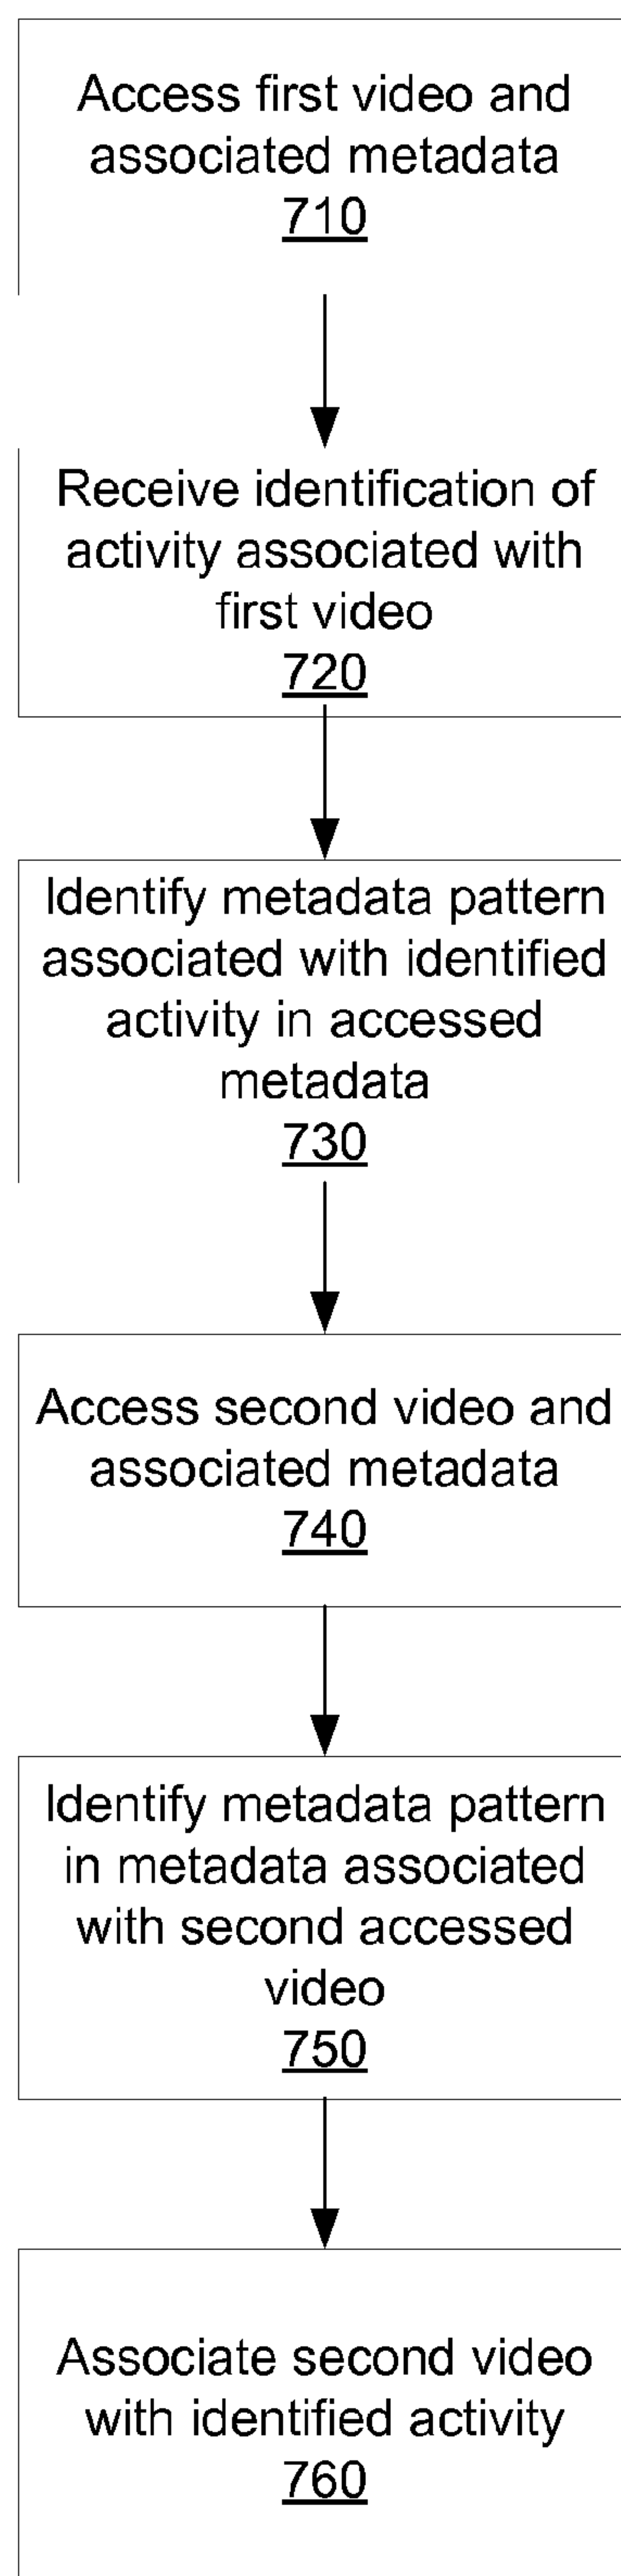 Access first video and
associated metadata
710
Receive identification of
activity associated with
first video
720
Identify metadata pattern
associated with identified
activity in accessed
metadata
730
Access second video and
associated metadata
740
Identify metadata pattern
in metadata associated
with second accessed
video
750
Associate second video
with identified activity
760